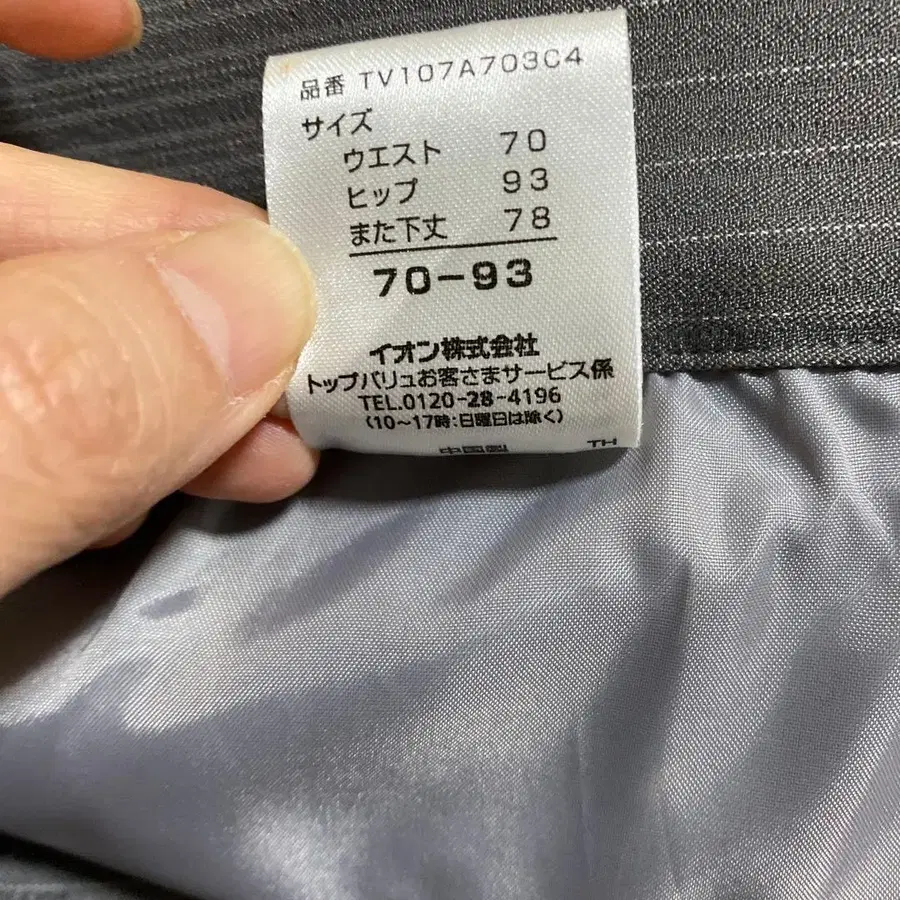 品番 TV107A703C4
サイズ
ウエスト 70
ヒップ 93
また下丈 78
70-93
イオン株式会社
トップバリュお客さまサービス係
TEL.0120-28-4196
(10~17時:日曜日は除く)
中国製 TH